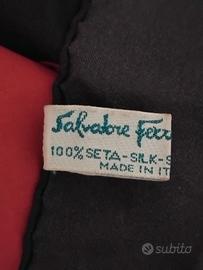 Salvatore Ferr
100% SETA-SILK-S
MADE IN IT
subito